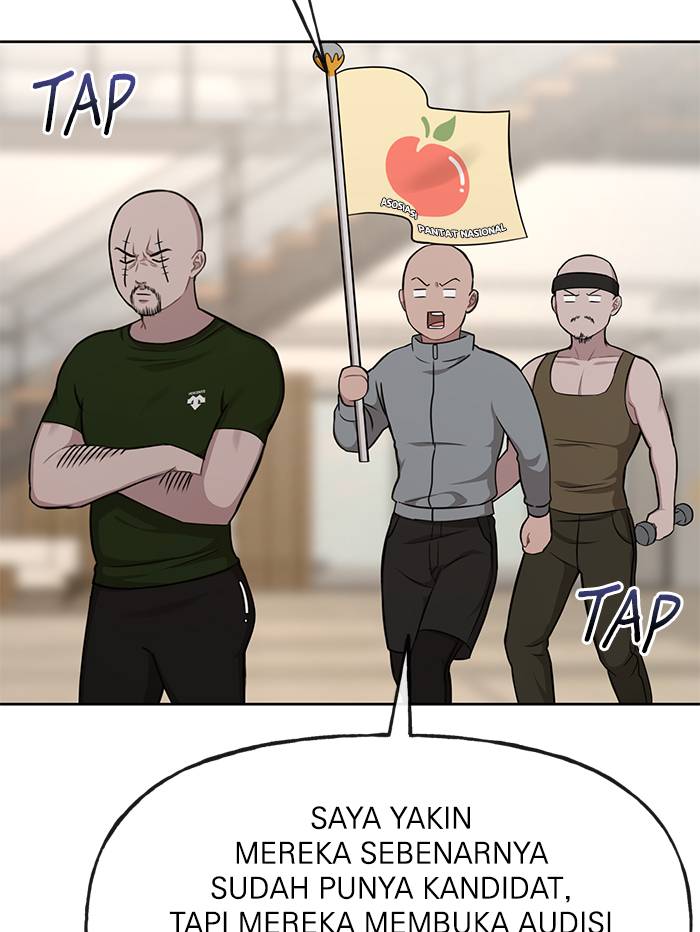 TAP
ASOSIASI
PANTAT NASIONAL
TAP
SAYA YAKIN
MEREKA SEBENARNYA
SUDAH PUNYA KANDIDAT,
TAPI MEREKA MEMBUKA AUDISI